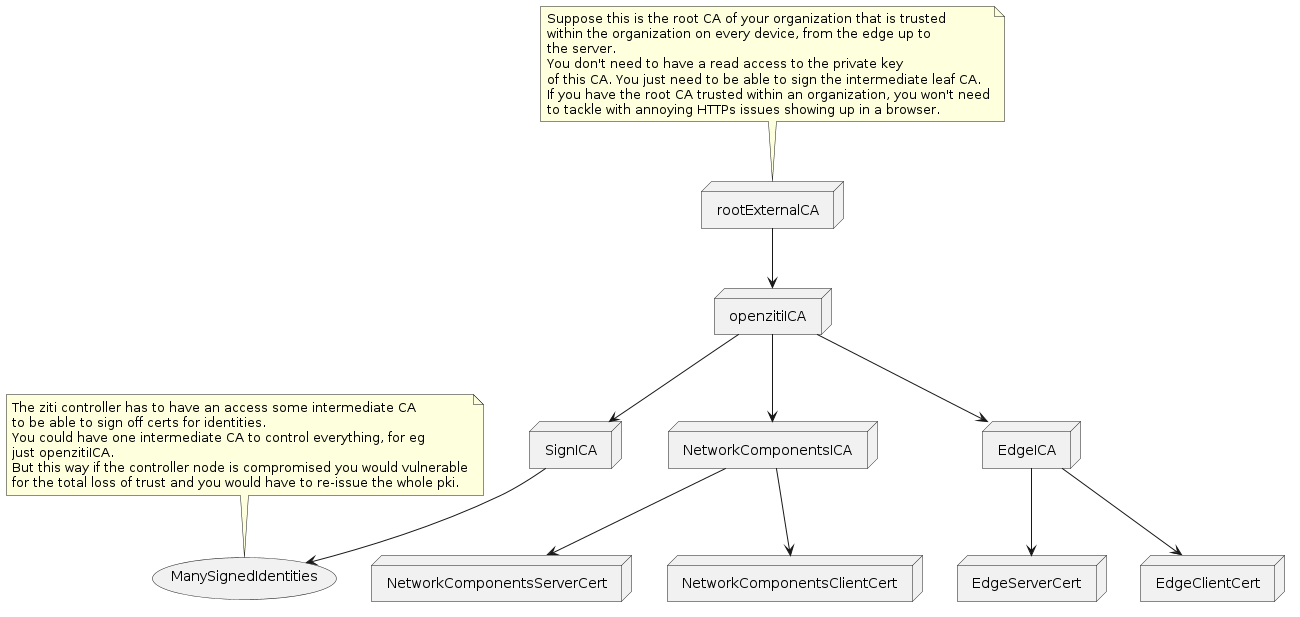 Suppose this is the root CA of your organization that is trusted
within the organization on every device, from the edge up to
the server.
You don't need to have a read access to the private key
of this CA. You just need to be able to sign the intermediate leaf CA.
If you have the root CA trusted within an organization, you won't need
to tackle with annoying HTTPs issues showing up in a browser.
rootExternalCA
openzitiICA
The ziti controller has to have an access some intermediate CA
to be able to sign off certs for identities.
You could have one intermediate CA to control everything, for eg
just openzitiICA.
But this way if the controller node is compromised you would vulnerable
for the total loss of trust and you would have to re-issue the whole pki.
SignICA
NetworkComponentsICA
EdgeICA
ManySignedIdentities
NetworkComponentsServerCert
NetworkComponentsClientCert
EdgeServerCert
EdgeClientCert